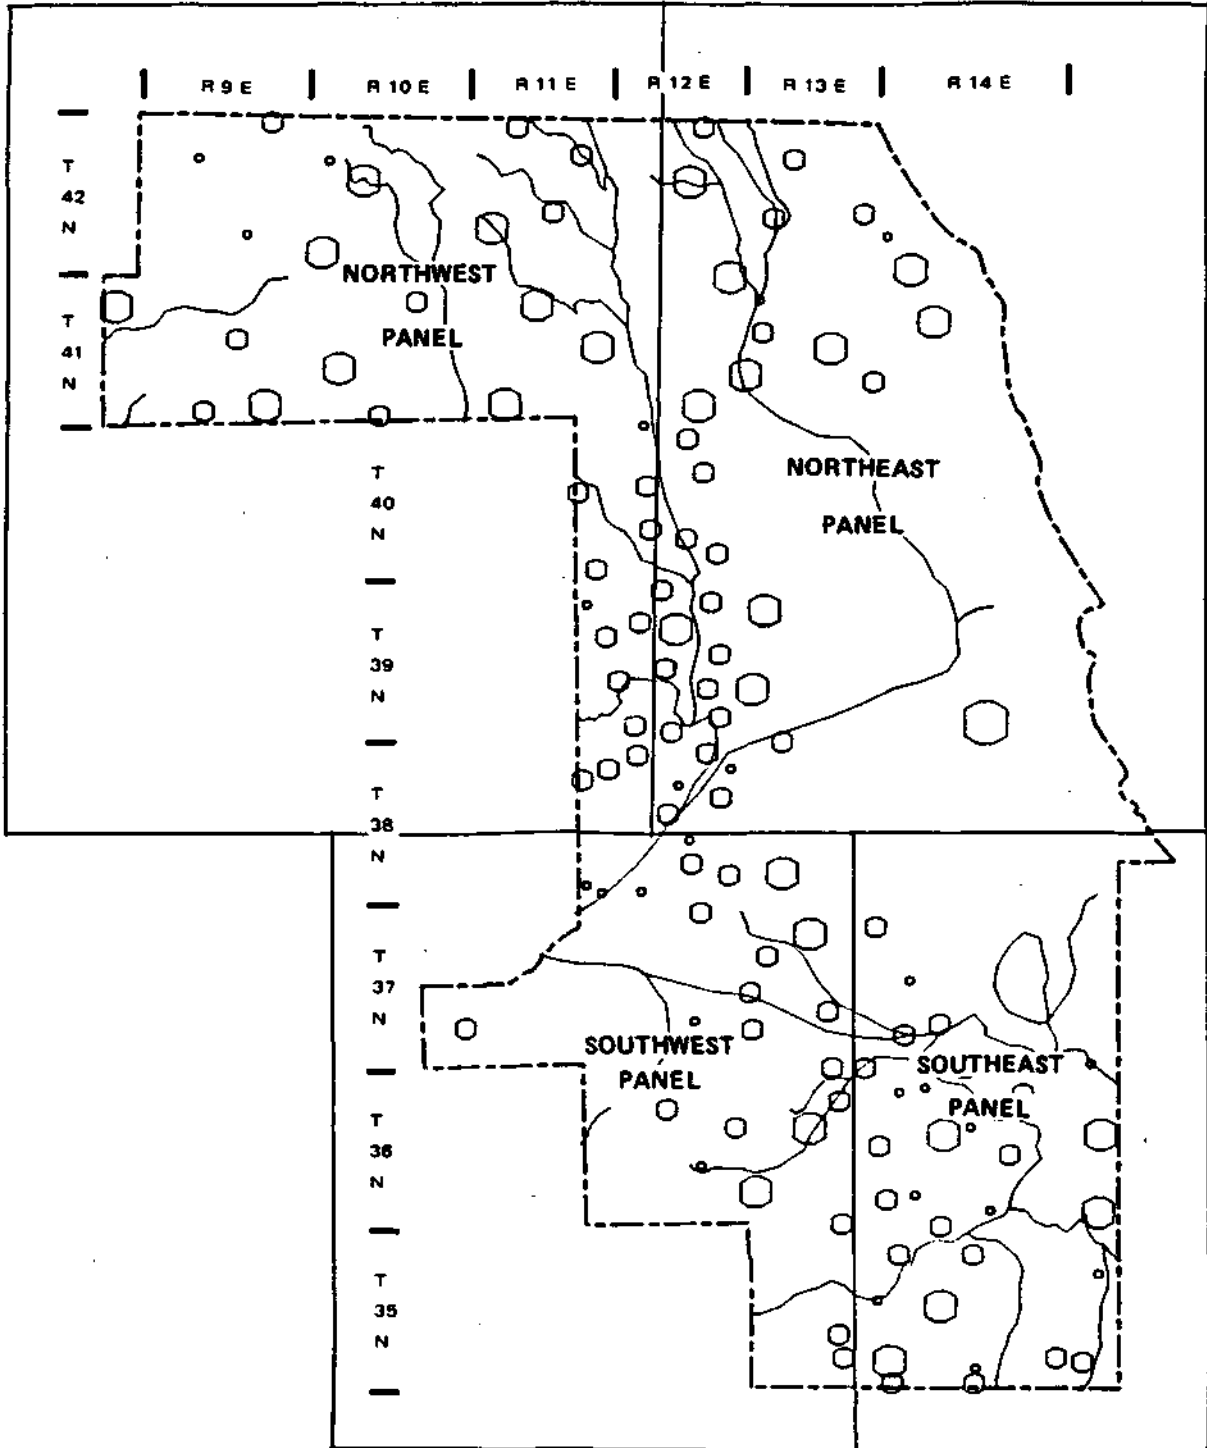 R 9 E
R 10 E
R 11 E
R 12 E
R 13 E
R 14 E
T
42
N
T
41
N
T
40
N
T
39
N
T
38
N
T
37
N
T
36
N
T
35
N
NORTHWEST
PANEL
NORTHEAST
PANEL
SOUTHWEST
PANEL
SOUTHEAST
PANEL